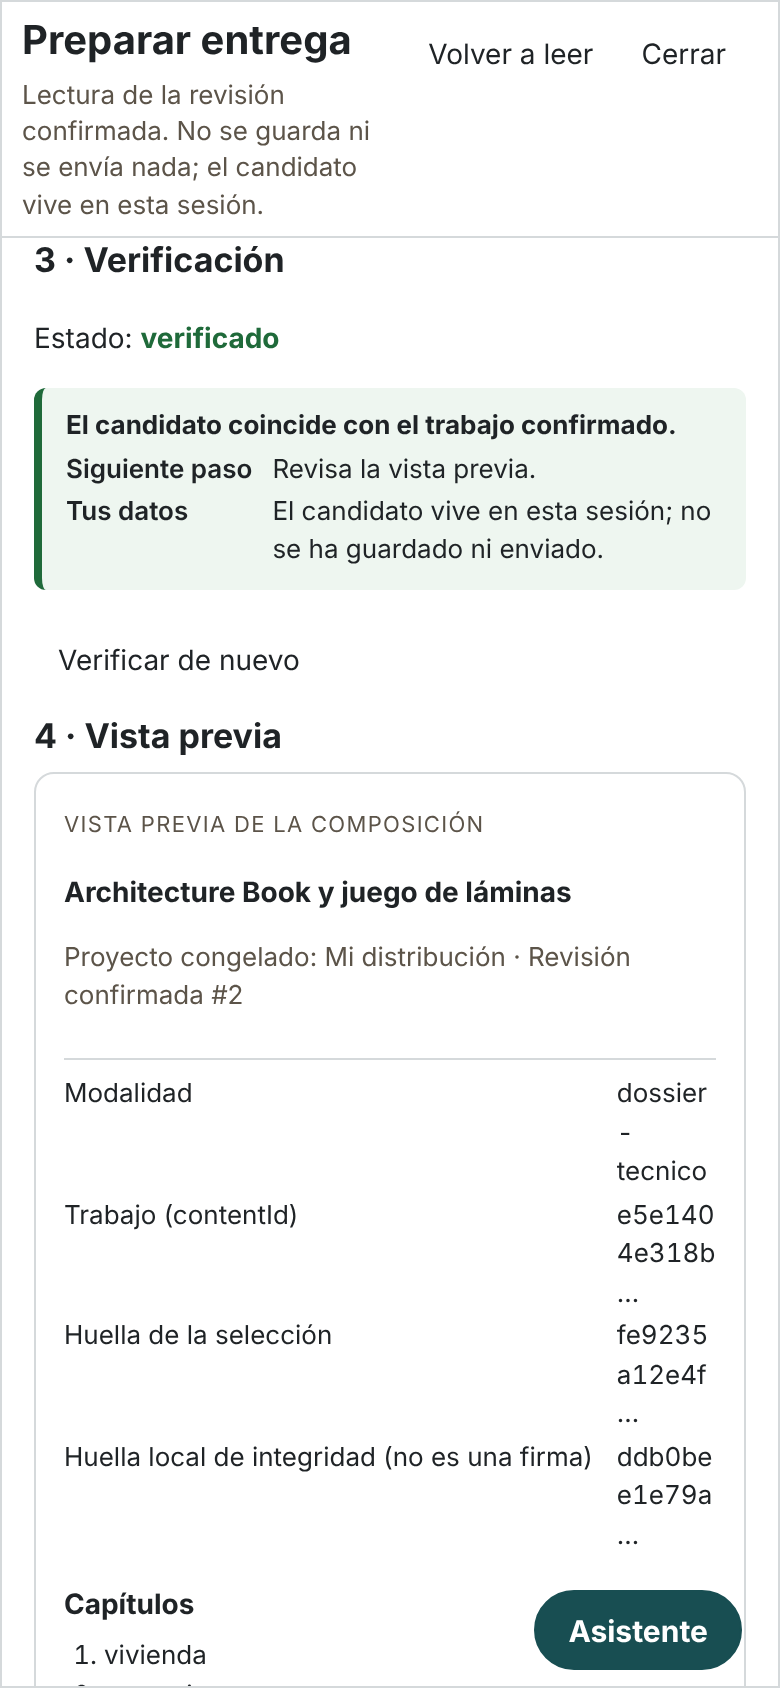 Preparar entrega
Volver a leer
Cerrar
Lectura de la revisión
confirmada. No se guarda ni
se envía nada; el candidato
vive en esta sesión.
3 · Verificación
Estado: verificado
El candidato coincide con el trabajo confirmado.
Siguiente paso Revisa la vista previa.
Tus datos El candidato vive en esta sesión; no
se ha guardado ni enviado.
Verificar de nuevo
4 · Vista previa
VISTA PREVIA DE LA COMPOSICIÓN
Architecture Book y juego de láminas
Proyecto congelado: Mi distribución · Revisión
confirmada #2
Modalidad dossier
-
tecnico
Trabajo (contentId) e5e140
4e318b
...
Huella de la selección fe9235
a12e4f
...
Huella local de integridad (no es una firma) ddb0be
e1e79a
...
Capítulos
1. vivienda
Asistente